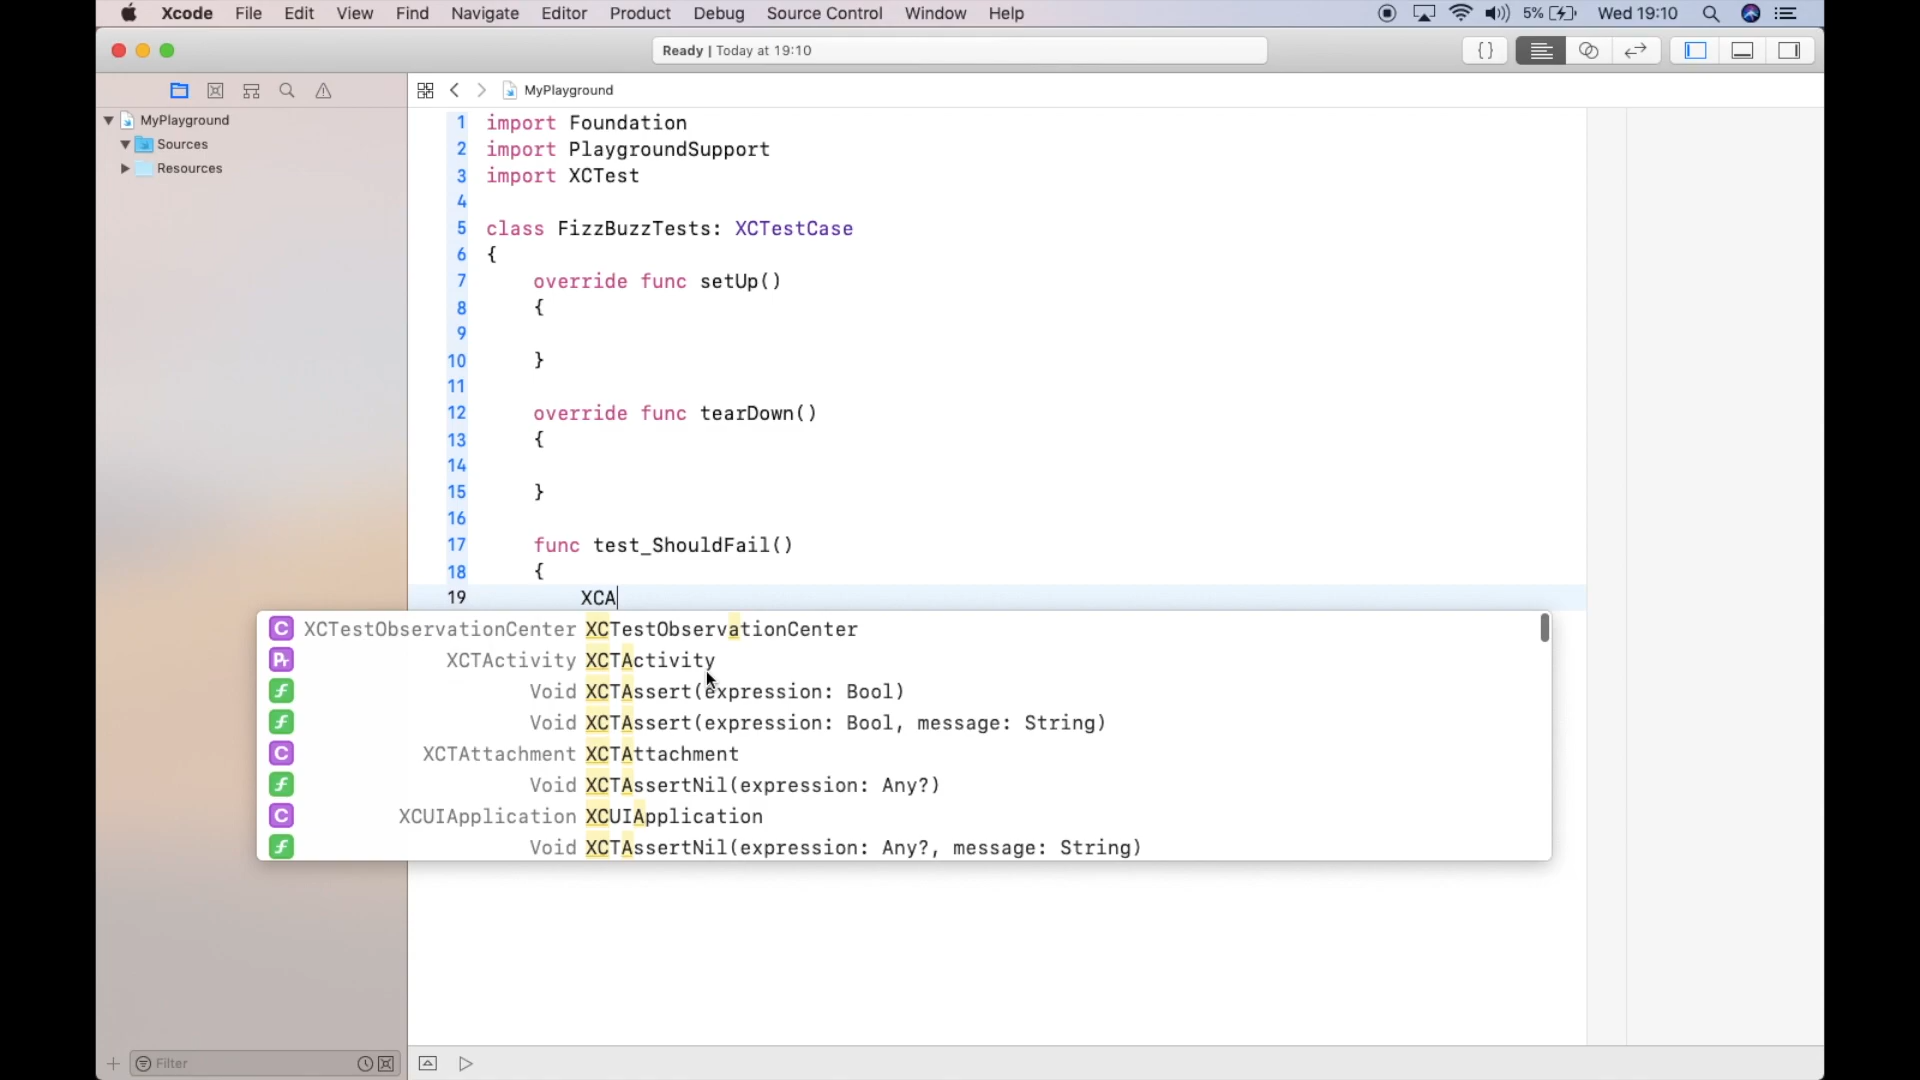 Xcode File Edit View Find Navigate Editor Product Debug Source Control Window Help 5% Wed 19:10
Ready | Today at 19:10
{ }
MyPlayground
MyPlayground
Sources
Resources
1 import Foundation
2 import PlaygroundSupport
3 import XCTest
4
5 class FizzBuzzTests: XCTestCase
6 {
7 override func setUp()
8 {
9
10 }
11
12 override func tearDown()
13 {
14
15 }
16
17 func test_ShouldFail()
18 {
19 XCA
C XCTestObservationCenter XCTestObservationCenter
Pr XCTActivity XCTActivity
f Void XCTAssert(expression: Bool)
f Void XCTAssert(expression: Bool, message: String)
C XCTAttachment XCTAttachment
f Void XCTAssertNil(expression: Any?)
C XCUIApplication XCUIApplication
f Void XCTAssertNil(expression: Any?, message: String)
Filter